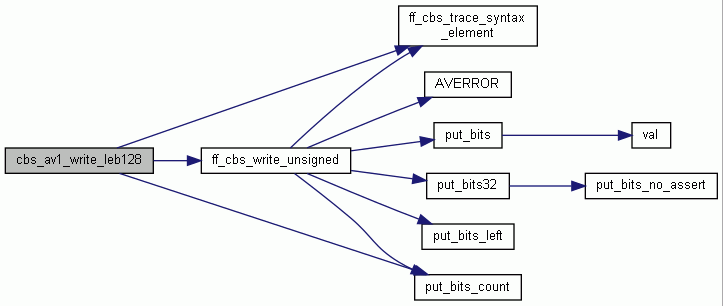 ff_cbs_trace_syntax
_element
AVERROR
put_bits
val
cbs_av1_write_leb128
ff_cbs_write_unsigned
put_bits32
put_bits_no_assert
put_bits_left
put_bits_count